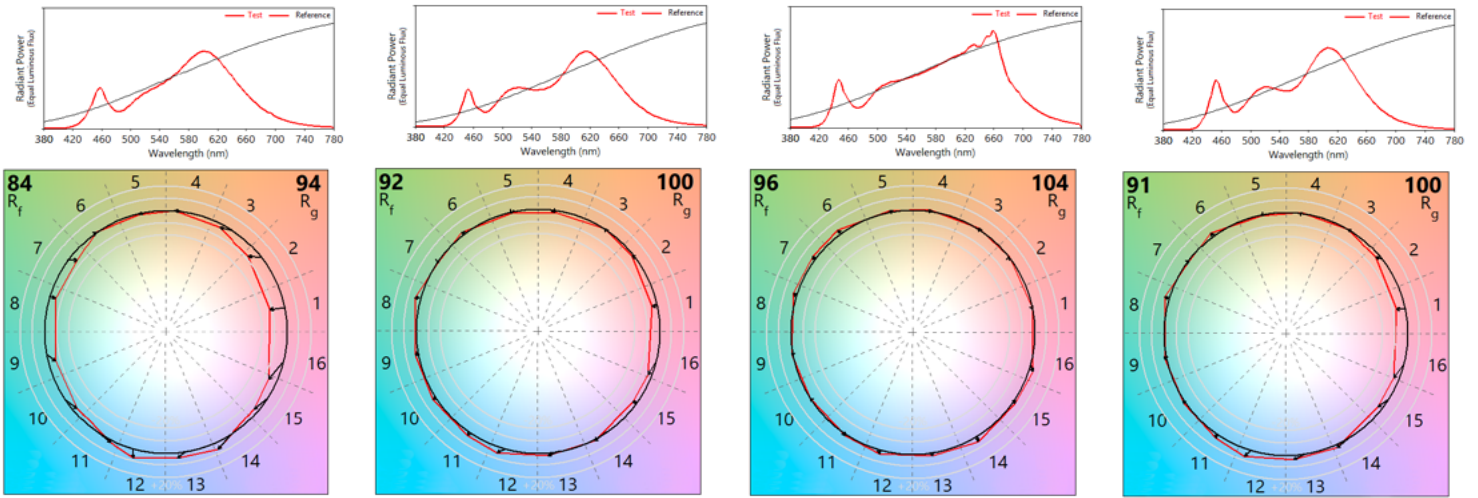 Test Reference
Radiant Power
(Equal Luminous Flux)
380 420 460 500 540 580 620 660 700 740 780
Wavelength (nm)
84 94
Rf Rg
5 4
6 3
7 2
8 1
9 16
10 15
11 14
12 +20% 13
Test Reference
Radiant Power
(Equal Luminous Flux)
380 420 460 500 540 580 620 660 700 740 780
Wavelength (nm)
92 100
Rf Rg
5 4
6 3
7 2
8 1
9 16
10 15
11 14
12 +20% 13
Test Reference
Radiant Power
(Equal Luminous Flux)
380 420 460 500 540 580 620 660 700 740 780
Wavelength (nm)
96 104
Rf Rg
5 4
6 3
7 2
8 1
9 16
10 15
11 14
12 +20% 13
Test Reference
Radiant Power
(Equal Luminous Flux)
380 420 460 500 540 580 620 660 700 740 780
Wavelength (nm)
91 100
Rf Rg
5 4
6 3
7 2
8 1
9 16
10 15
11 14
12 +20% 13